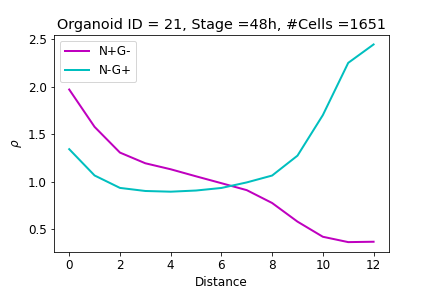 Organoid ID = 21, Stage =48h, #Cells =1651
N+G-
N-G+
ρ
2.5
2.0
1.5
1.0
0.5
0 2 4 6 8 10 12
Distance